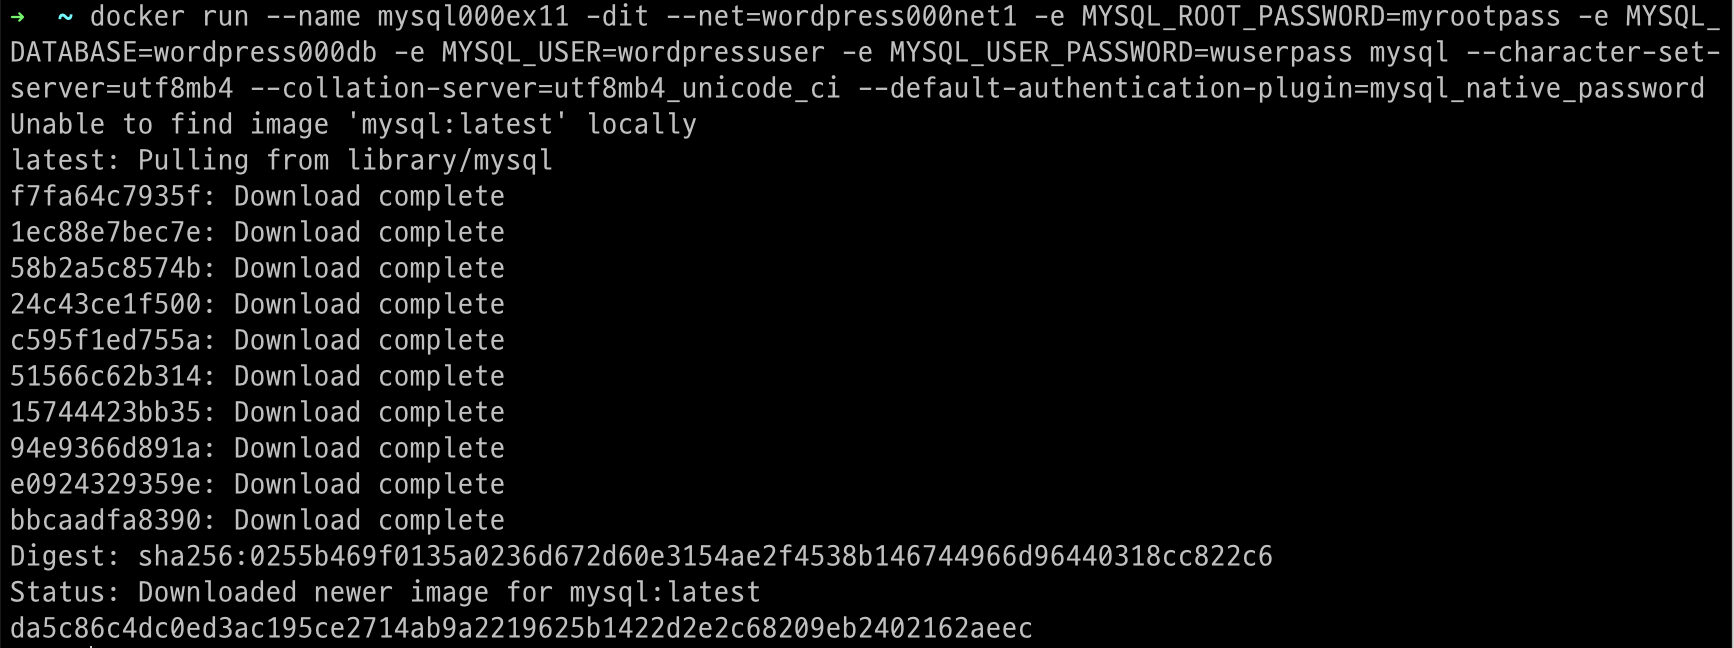 → ~ docker run --name mysql000ex11 -dit --net=wordpress000net1 -e MYSQL_ROOT_PASSWORD=myrootpass -e MYSQL_
DATABASE=wordpress000db -e MYSQL_USER=wordpressuser -e MYSQL_USER_PASSWORD=wuserpass mysql --character-set-
server=utf8mb4 --collation-server=utf8mb4_unicode_ci --default-authentication-plugin=mysql_native_password
Unable to find image 'mysql:latest' locally
latest: Pulling from library/mysql
f7fa64c7935f: Download complete
1ec88e7bec7e: Download complete
58b2a5c8574b: Download complete
24c43ce1f500: Download complete
c595f1ed755a: Download complete
51566c62b314: Download complete
15744423bb35: Download complete
94e9366d891a: Download complete
e0924329359e: Download complete
bbcaadfa8390: Download complete
Digest: sha256:0255b469f0135a0236d672d60e3154ae2f4538b146744966d96440318cc822c6
Status: Downloaded newer image for mysql:latest
da5c86c4dc0ed3ac195ce2714ab9a2219625b1422d2e2c68209eb2402162aeec